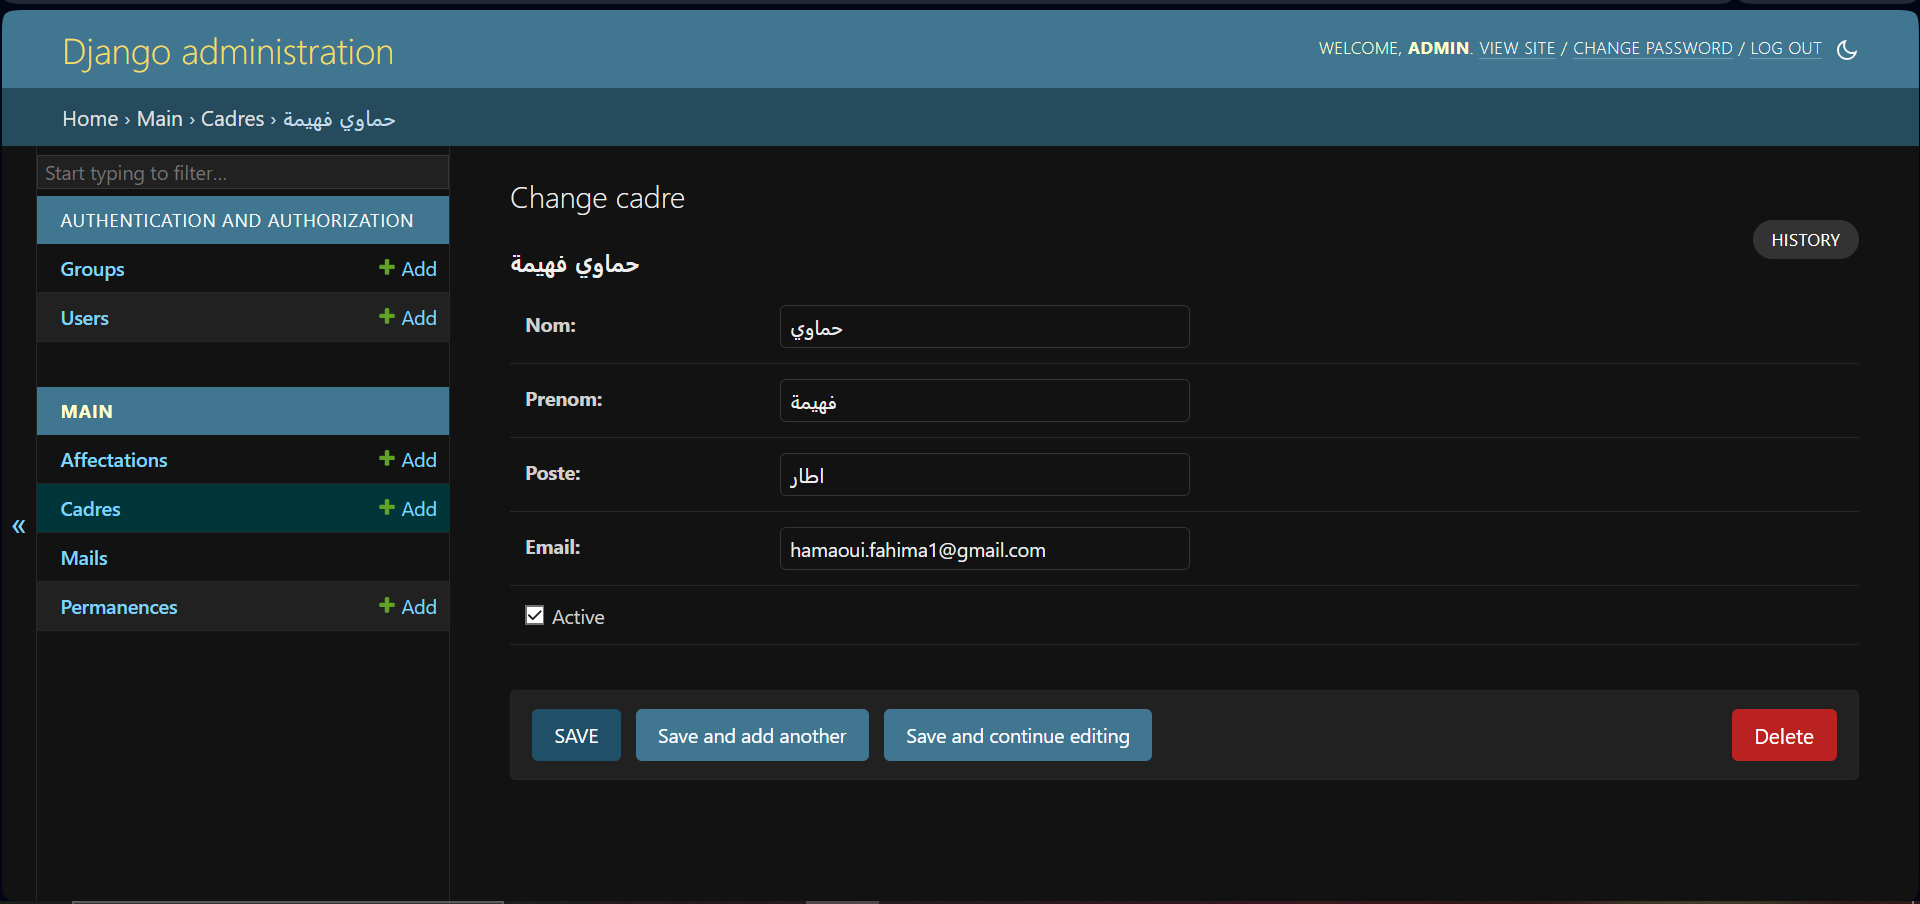 Django administration
WELCOME, ADMIN. VIEW SITE / CHANGE PASSWORD / LOG OUT
Home › Main › Cadres › حماوي فهيمة
Start typing to filter...
AUTHENTICATION AND AUTHORIZATION
Groups Add
Users Add
MAIN
Affectations Add
Cadres Add
Mails
Permanences Add
«
Change cadre
HISTORY
حماوي فهيمة
Nom: حماوي
Prenom: فهيمة
Poste: اطار
Email: hamaoui.fahima1@gmail.com
Active
SAVE Save and add another Save and continue editing Delete